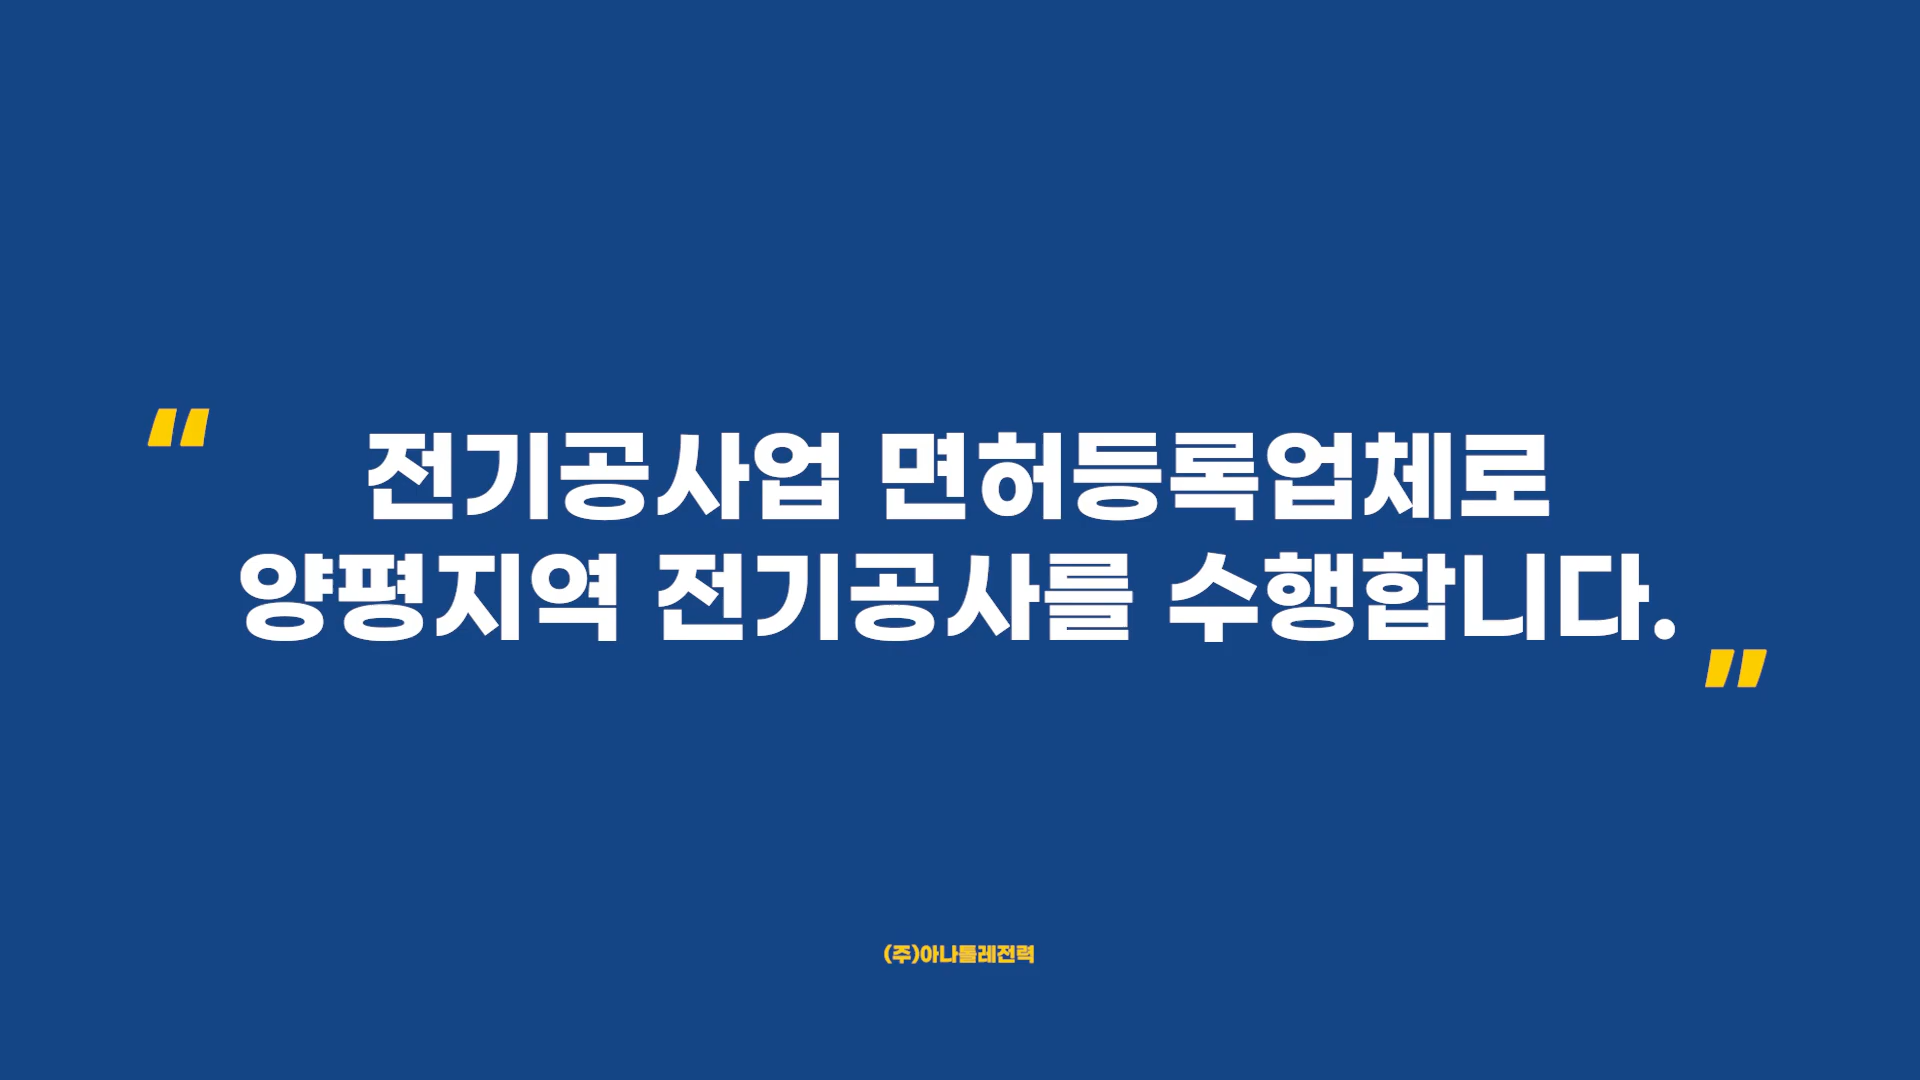 “
전기공사업 면허등록업체로
양평지역 전기공사를 수행합니다.
”
(주)아나톨레전력